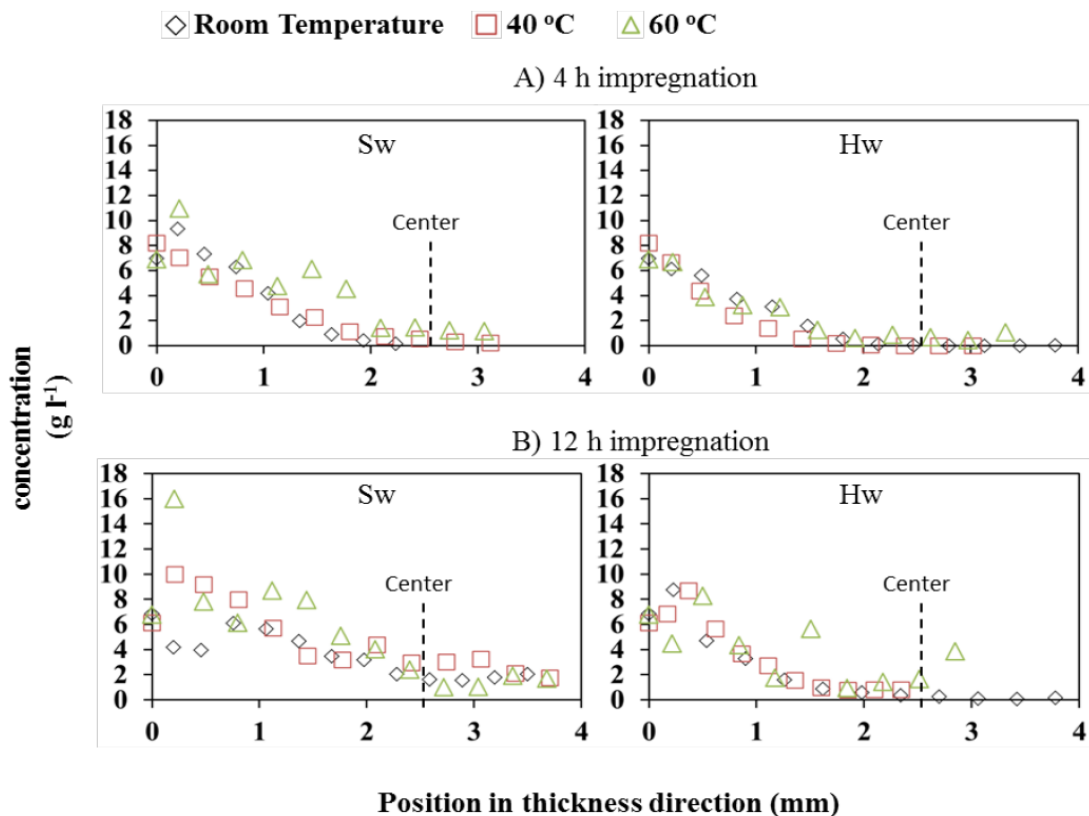 Room Temperature 40 ºC 60 ºC
A) 4 h impregnation
18
16
14
12
10
8
6
4
2
0
Sw
Center
0 1 2 3 4
18
16
14
12
10
8
6
4
2
0
Hw
Center
0 1 2 3 4
concentration
(g l-1)
B) 12 h impregnation
18
16
14
12
10
8
6
4
2
0
Sw
Center
0 1 2 3 4
18
16
14
12
10
8
6
4
2
0
Hw
Center
0 1 2 3 4
Position in thickness direction (mm)